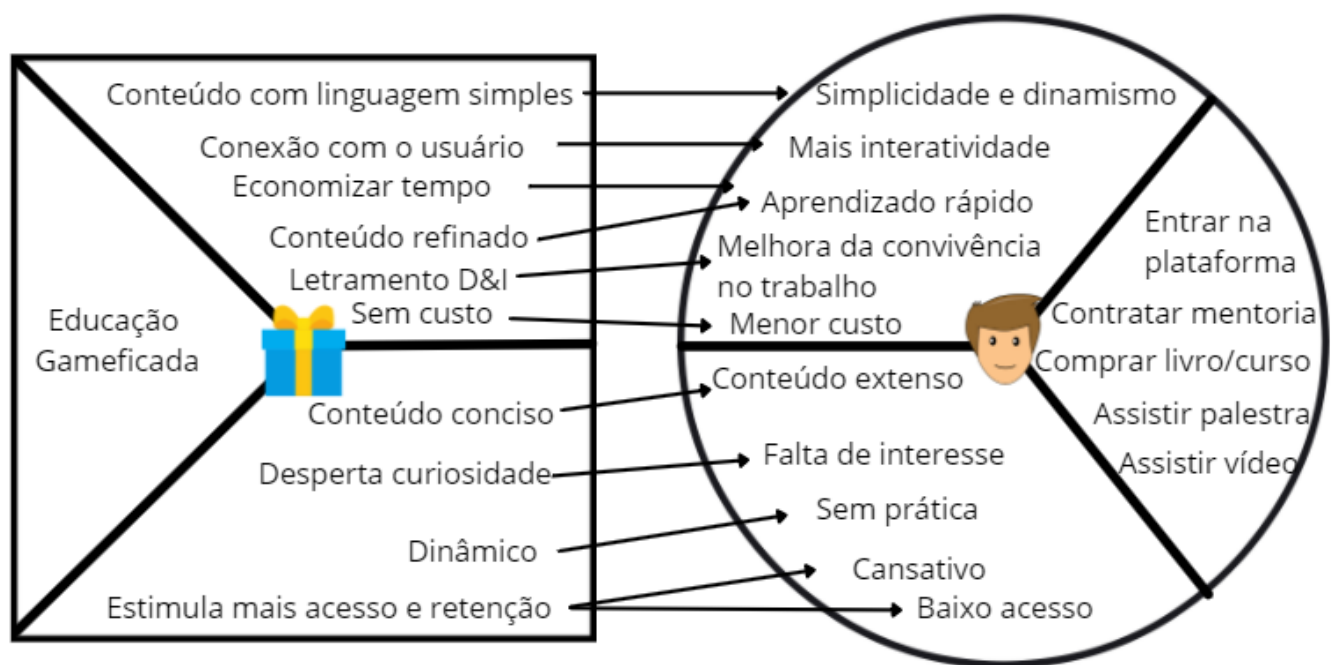 Conteúdo com linguagem simples
Conexão com o usuário
Economizar tempo
Conteúdo refinado
Letramento D&I
Sem custo
Educação
Gameficada
Conteúdo conciso
Desperta curiosidade
Dinâmico
Estimula mais acesso e retenção
Simplicidade e dinamismo
Mais interatividade
Aprendizado rápido
Melhora da convivência
no trabalho
Menor custo
Entrar na
plataforma
Contratar mentoria
Comprar livro/curso
Assistir palestra
Assistir vídeo
Conteúdo extenso
Falta de interesse
Sem prática
Cansativo
Baixo acesso